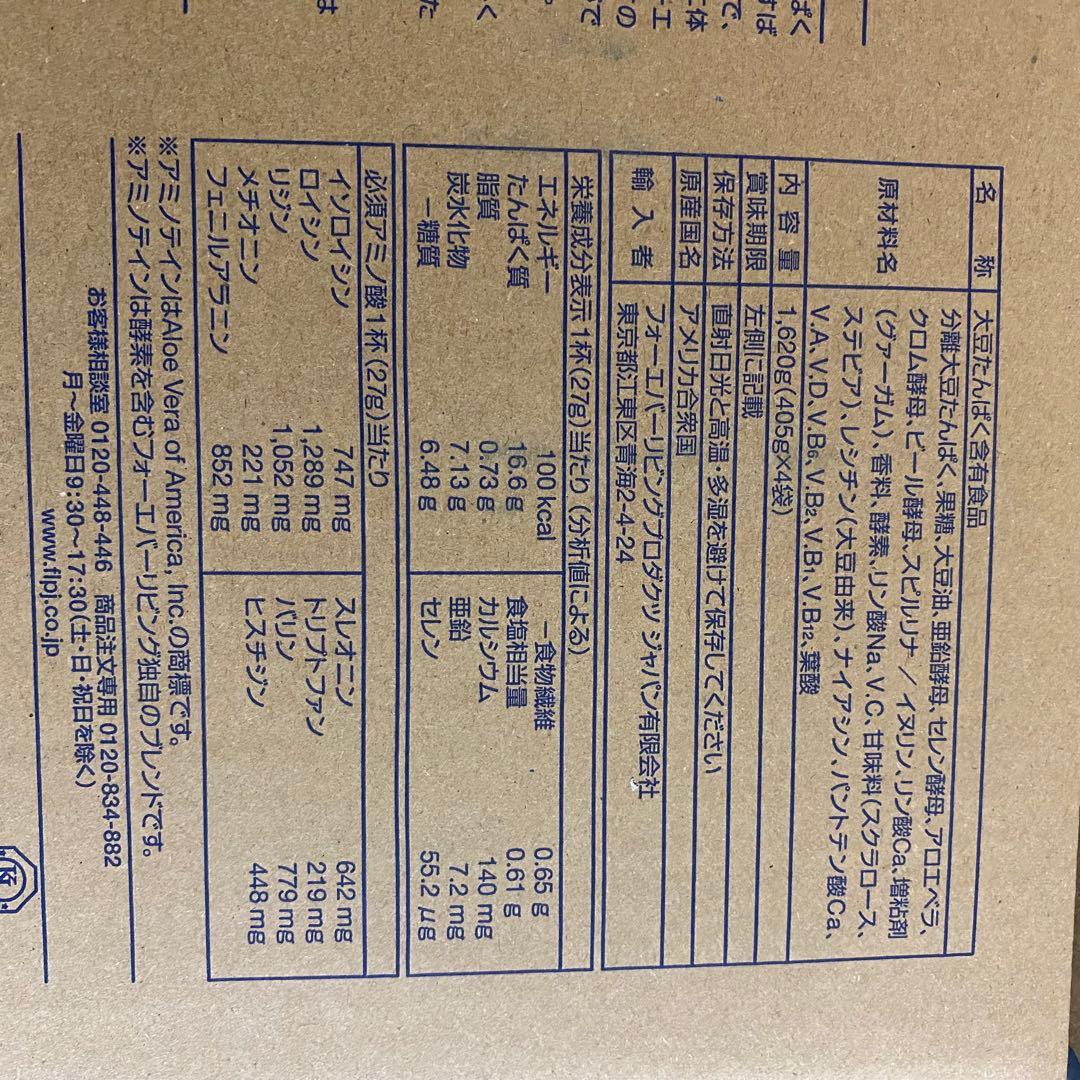 名称 大豆たんぱく含有食品
原材料名 分離大豆たんぱく、果糖、大豆油、亜鉛酵母、セレン酵母、アロエベラ、
クロム酵母、ビール酵母、スピルリナ／イヌリン、リン酸Ca、増粘剤
(グァーガム)、香料、酵素、リン酸Na、V.C、甘味料(スクラロース、
ステビア)、レシチン(大豆由来)、ナイアシン、パントテン酸Ca、
V.A、V.D、V.B6、V.B2、V.B1、V.B12、葉酸
内容量 1,620g(405g×4袋)
賞味期限 左側に記載
保存方法 直射日光と高温・多湿を避けて保存してください
原産国名 アメリカ合衆国
輸入者 フォーエバーリビングプロダクツ ジャパン有限会社
東京都江東区青海2-4-24
栄養成分表示 1杯(27g)当たり (分析値による)
エネルギー 100 kcal －食物繊維 0.65 g
たんぱく質 16.6 g 食塩相当量 0.61 g
脂質 0.73 g カルシウム 140 mg
炭水化物 7.13 g 亜鉛 7.2 mg
－糖質 6.48 g セレン 55.2 μg
必須アミノ酸1杯(27g)当たり
イソロイシン 747 mg スレオニン 642 mg
ロイシン 1,289 mg トリプトファン 219 mg
リジン 1,052 mg バリン 779 mg
メチオニン 221 mg ヒスチジン 448 mg
フェニルアラニン 852 mg
※アミノテインはAloe Vera of America, Inc.の商標です。
※アミノテインは酵素を含むフォーエバーリビング独自のブレンドです。
お客様相談室 0120-448-446 商品注文専用 0120-834-882
月～金曜日9:30～17:30(土・日・祝日を除く)
www.flpj.co.jp